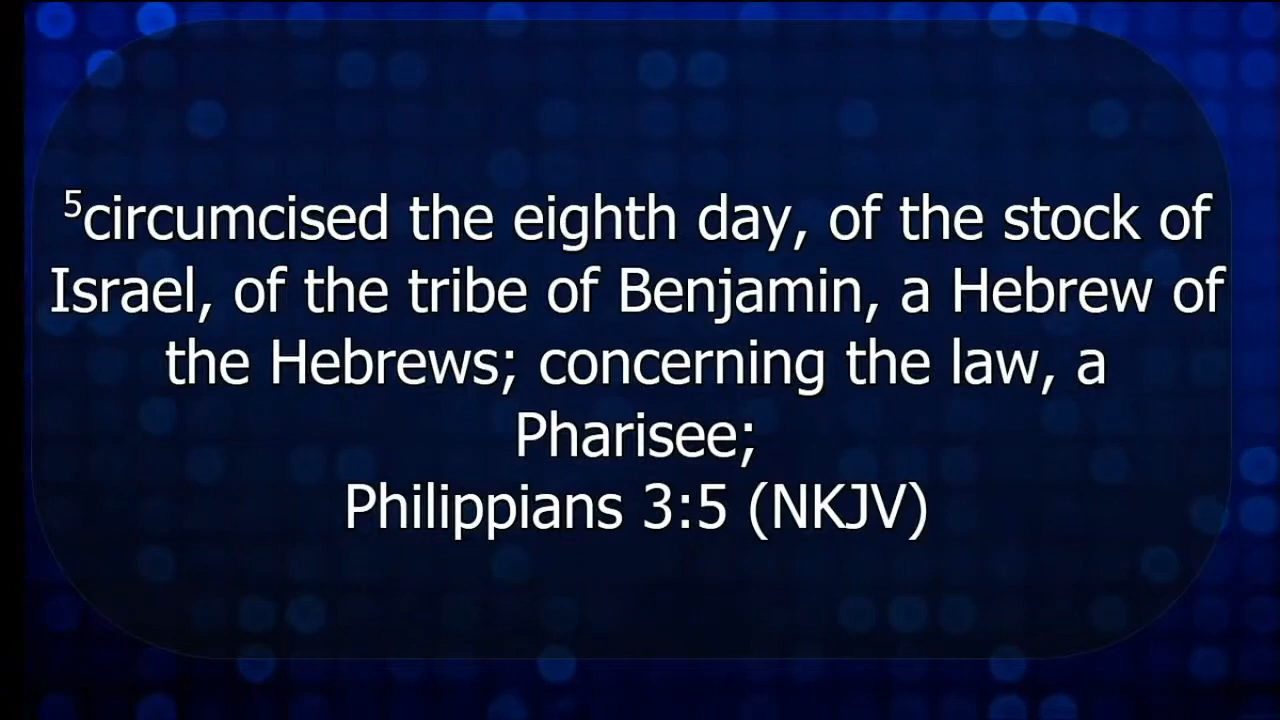 ⁵circumcised the eighth day, of the stock of
Israel, of the tribe of Benjamin, a Hebrew of
the Hebrews; concerning the law, a
Pharisee;
Philippians 3:5 (NKJV)